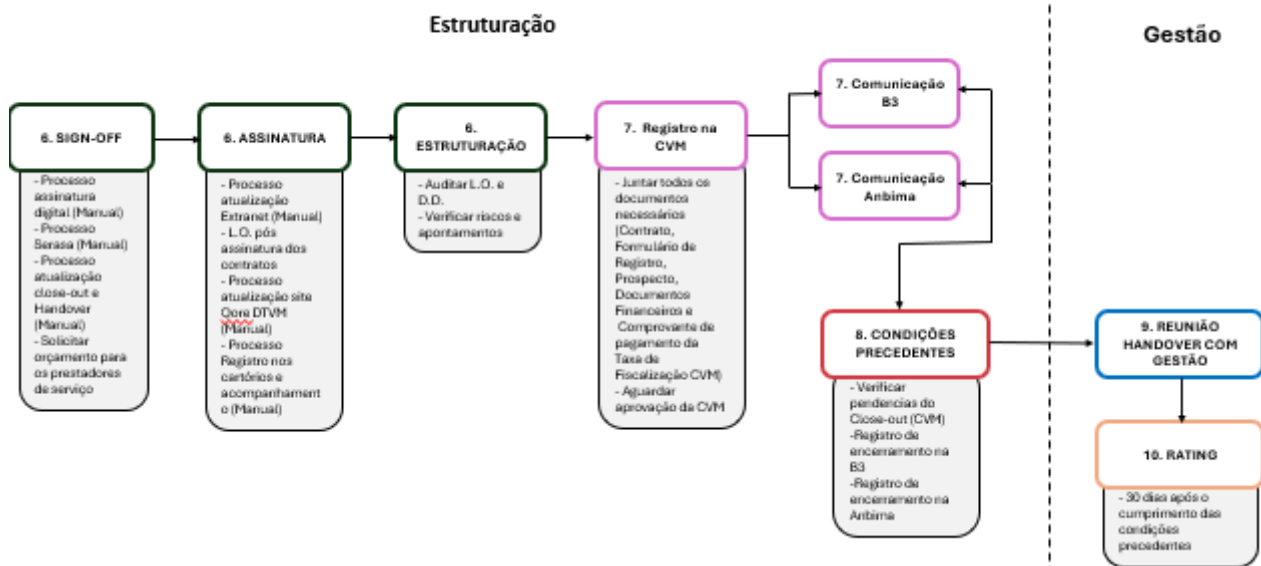 Estruturação
Gestão
6. SIGN-OFF
- Processo
assinatura
digital (Manual)
- Processo
Serasa (Manual)
- Processo
atualização
close-out e
Handover
(Manual)
- Solicitar
orçamento para
os prestadores
de serviço
6. ASSINATURA
- Processo
atualização
Extranet (Manual)
- L.O. pós
assinatura dos
contratos
- Processo
atualização site
Qore DTVM
(Manual)
- Processo
Registro nos
cartórios e
acompanhament
o (Manual)
6.
ESTRUTURAÇÃO
- Auditar L.O. e
D.D.
- Verificar riscos e
apontamentos
7. Registro na
CVM
- Juntar todos os
documentos
necessários
(Contrato,
Formulário de
Registro,
Prospecto,
Documentos
Financeiros e
Comprovante de
pagamento da
Taxa de
Fiscalização CVM)
- Aguardar
aprovação da CVM
7. Comunicação
B3
7. Comunicação
Anbima
8. CONDIÇÕES
PRECEDENTES
- Verificar
pendencias do
Close-out (CVM)
-Registro de
encerramento na
B3
-Registro de
encerramento na
Anbima
9. REUNIÃO
HANDOVER COM
GESTÃO
10. RATING
- 30 dias após o
cumprimento das
condições
precedentes